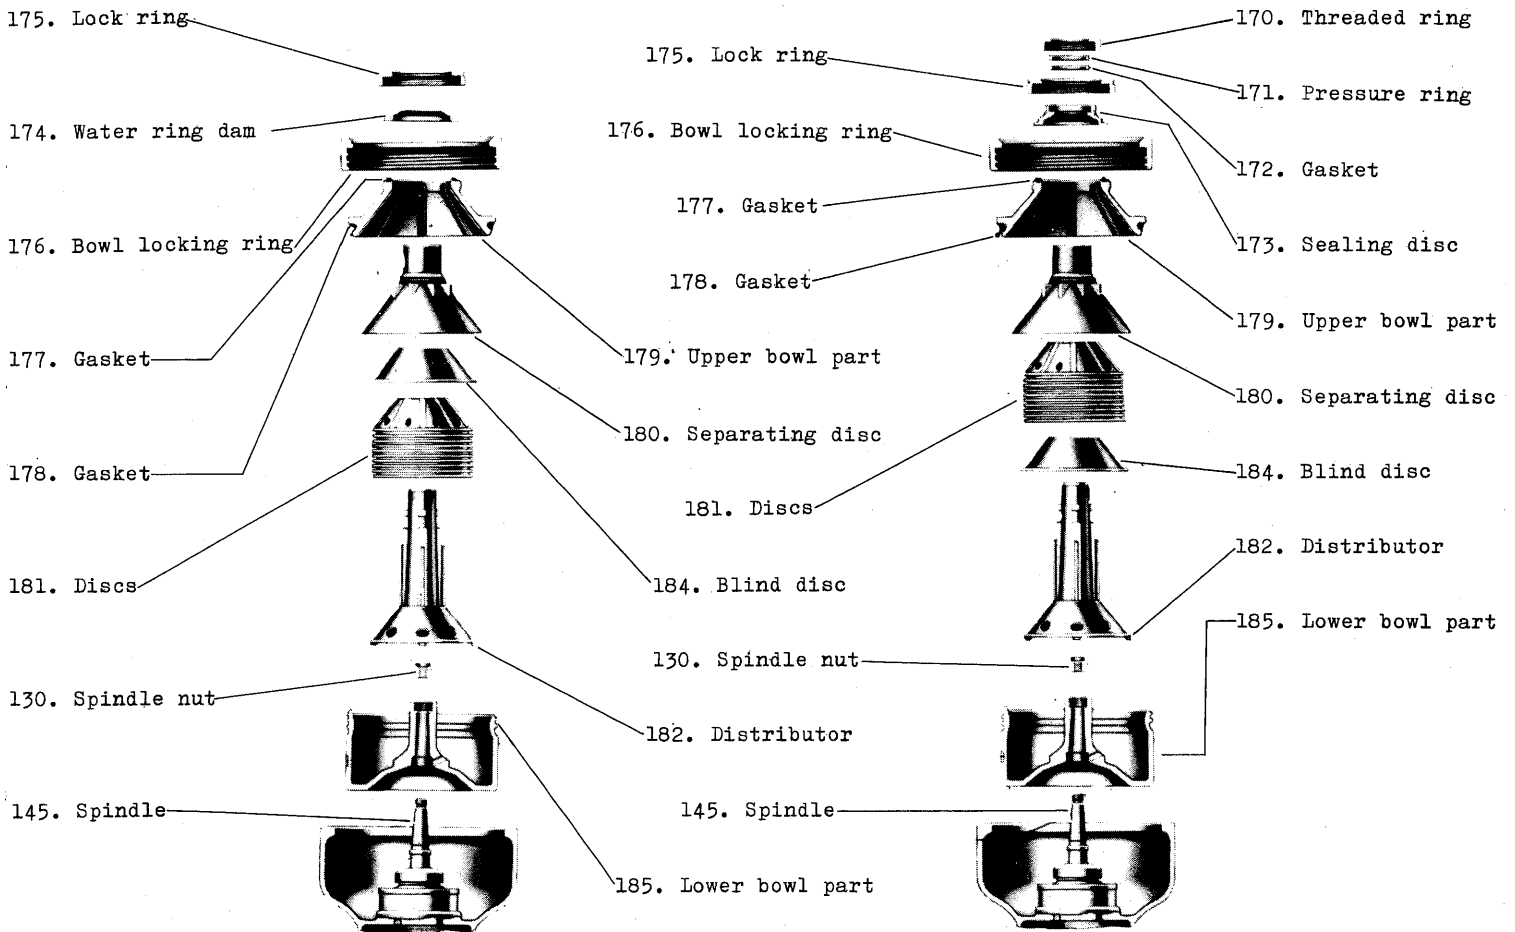 175. Lock ring
174. Water ring dam
176. Bowl locking ring
177. Gasket
178. Gasket
181. Discs
130. Spindle nut
145. Spindle
179. Upper bowl part
180. Separating disc
184. Blind disc
182. Distributor
185. Lower bowl part
175. Lock ring
176. Bowl locking ring
177. Gasket
178. Gasket
181. Discs
130. Spindle nut
145. Spindle
170. Threaded ring
171. Pressure ring
172. Gasket
173. Sealing disc
179. Upper bowl part
180. Separating disc
184. Blind disc
182. Distributor
185. Lower bowl part